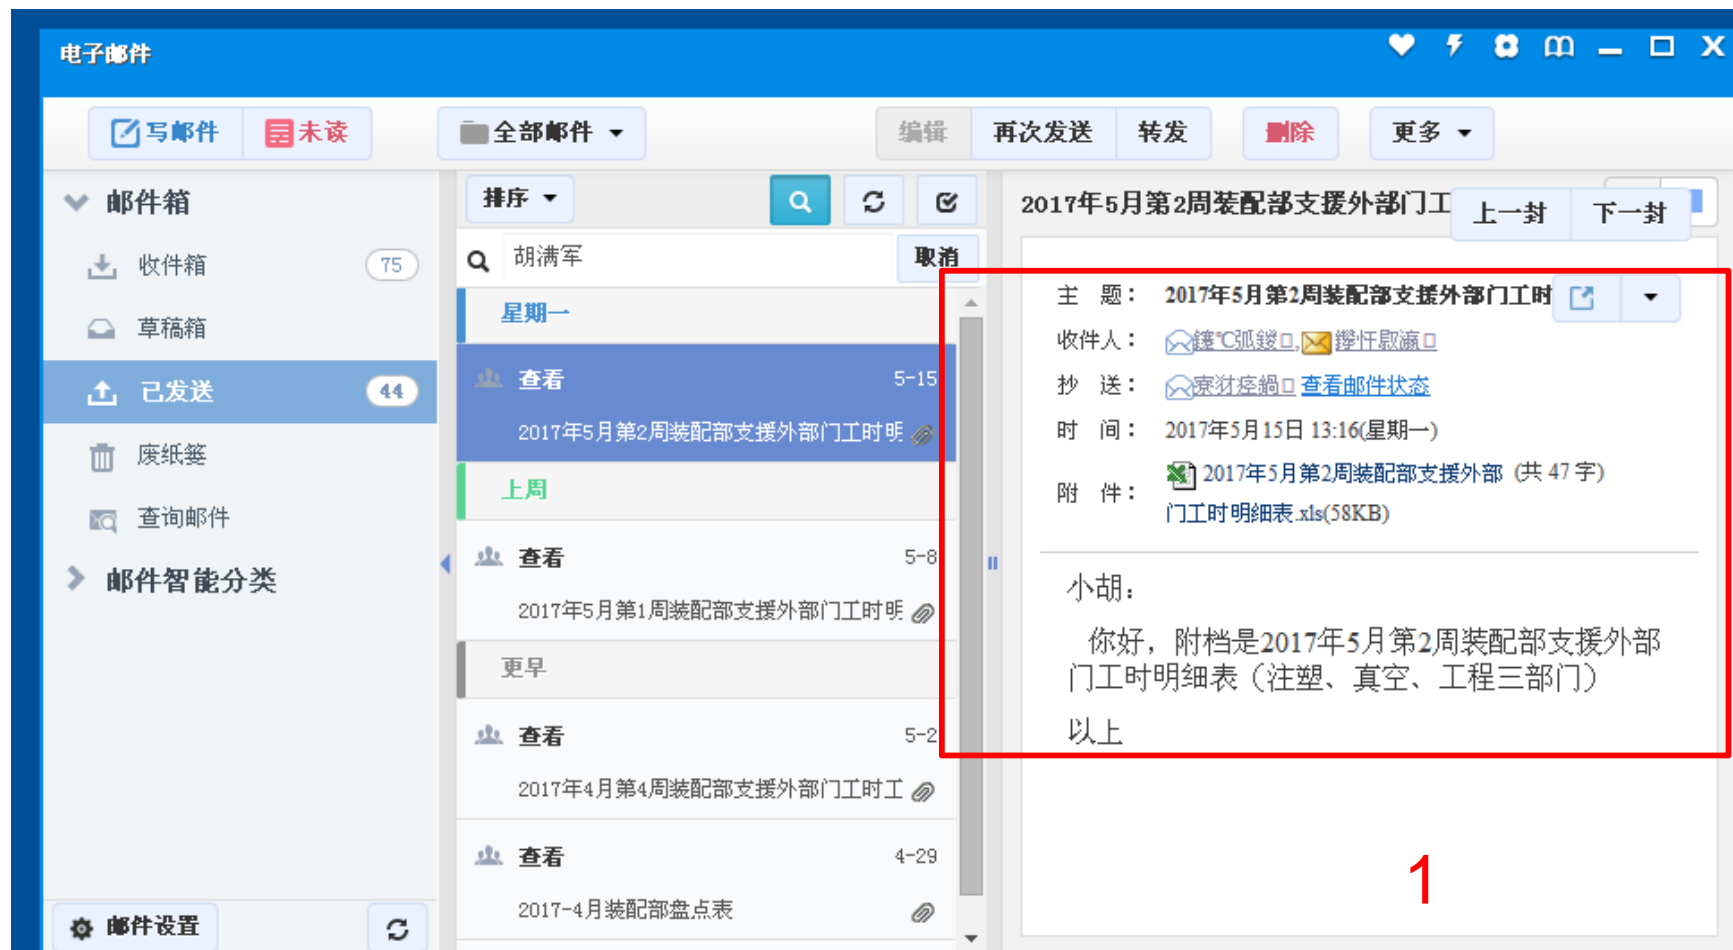 电子邮件
写邮件 未读 全部邮件 编辑 再次发送 转发 删除 更多
邮件箱
收件箱 75
草稿箱
已发送 44
废纸篓
查询邮件
邮件智能分类
邮件设置
排序
胡满军 取消
星期一
查看 5-15
2017年5月第2周装配部支援外部门工时明
上周
查看 5-8
2017年5月第1周装配部支援外部门工时明
更早
查看 5-2
2017年4月第4周装配部支援外部门工时工
查看 4-29
2017-4月装配部盘点表
2017年5月第2周装配部支援外部门工 上一封 下一封
主 题： 2017年5月第2周装配部支援外部门工时
收件人：
抄 送： 查看邮件状态
时 间： 2017年5月15日 13:16(星期一)
附 件： 2017年5月第2周装配部支援外部 (共 47 字)
门工时明细表.xls(58KB)
小胡：
你好，附档是2017年5月第2周装配部支援外部
门工时明细表（注塑、真空、工程三部门）
以上
1